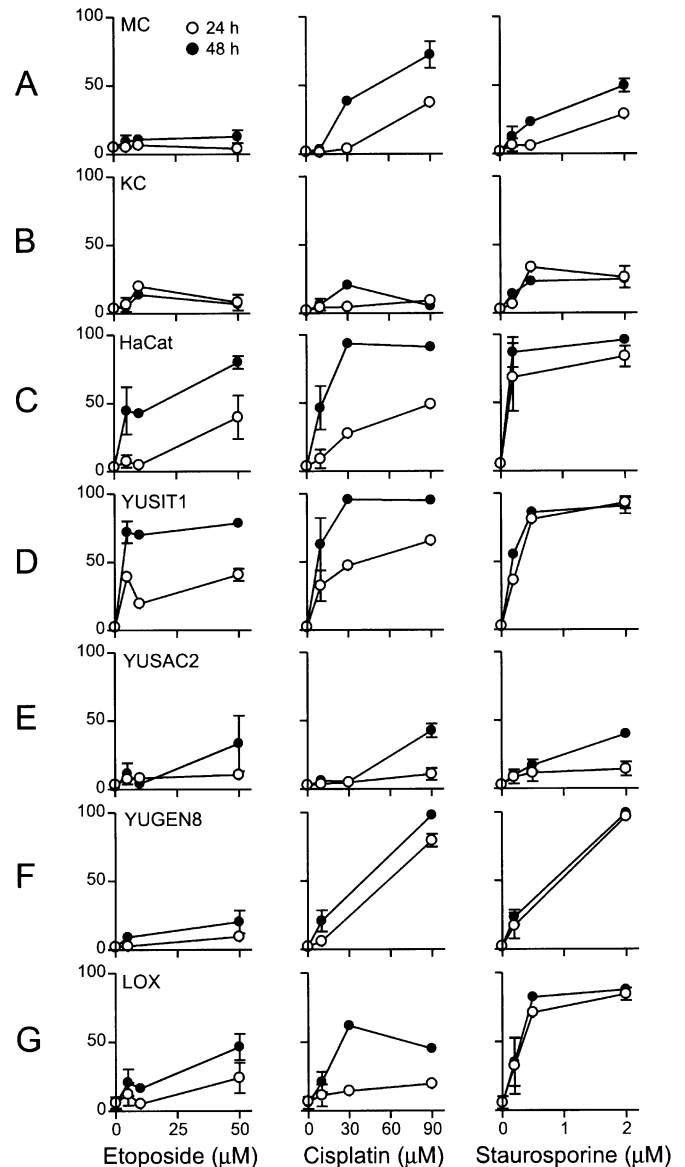 100 MC
24 h
48 h
A
50
0
100 KC
B
50
0
100 HaCat
C
50
0
100 YUSIT1
D
50
0
100 YUSAC2
E
50
0
100 YUGEN8
F
50
0
100 LOX
G
50
0
0 25 50 0 30 60 90 0 1 2
Etoposide (µM) Cisplatin (µM) Staurosporine (µM)